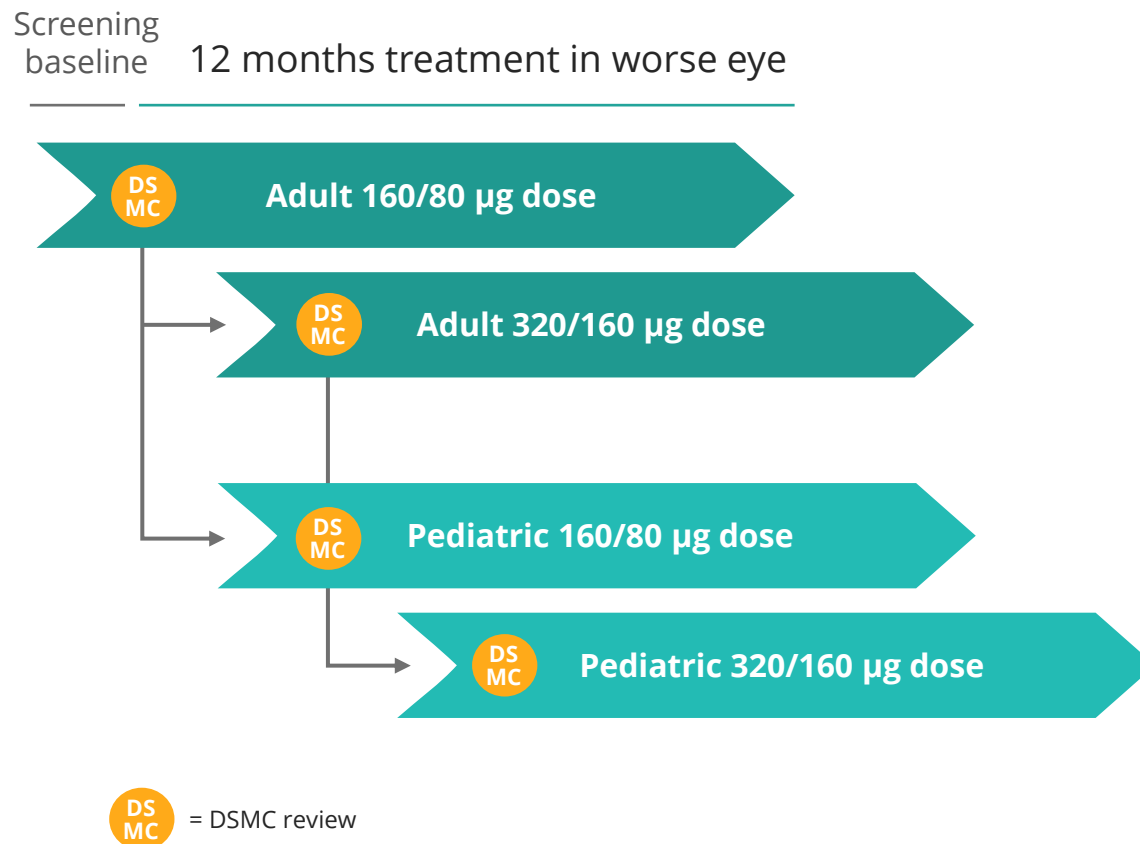 Screening
baseline
12 months treatment in worse eye
DS
MC
Adult 160/80 µg dose
DS
MC
Adult 320/160 µg dose
DS
MC
Pediatric 160/80 µg dose
DS
MC
Pediatric 320/160 µg dose
DS
MC
= DSMC review